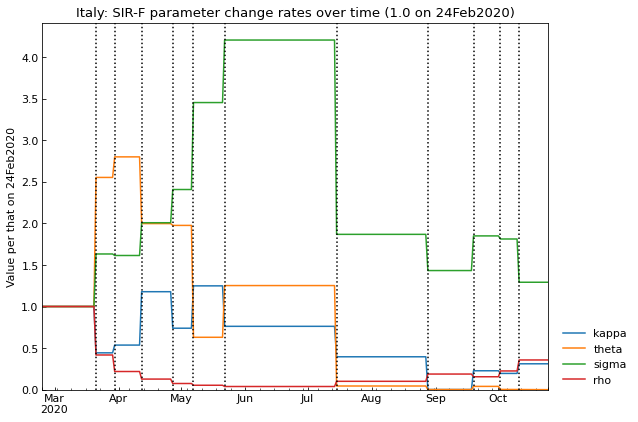 Italy: SIR-F parameter change rates over time (1.0 on 24Feb2020)
Value per that on 24Feb2020
4.0
3.5
3.0
2.5
2.0
1.5
1.0
0.5
0.0
Mar
2020
Apr
May
Jun
Jul
Aug
Sep
Oct
kappa
theta
sigma
rho